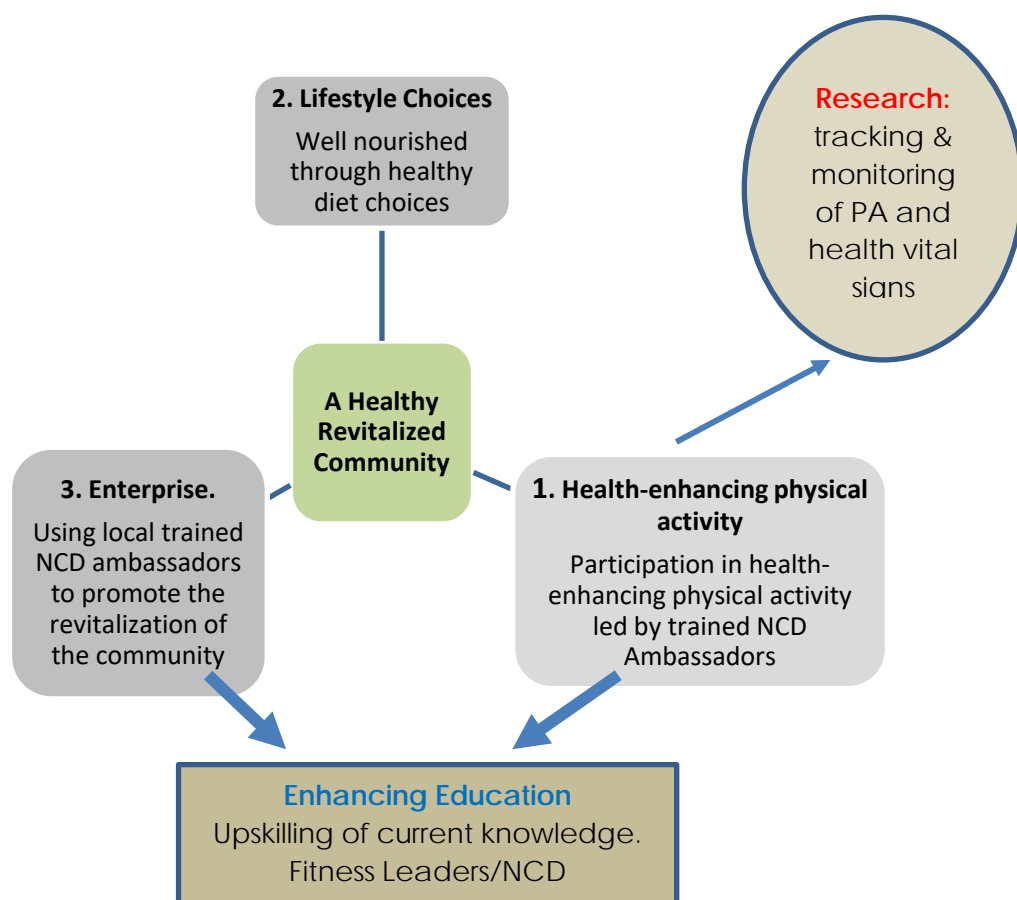 2. Lifestyle Choices
Well nourished
through healthy
diet choices
Research:
tracking &
monitoring
of PA and
health vital
signs
A Healthy
Revitalized
Community
3. Enterprise.
Using local trained
NCD ambassadors
to promote the
revitalization of
the community
1. Health-enhancing physical
activity
Participation in health-
enhancing physical activity
led by trained NCD
Ambassadors
Enhancing Education
Upskilling of current knowledge.
Fitness Leaders/NCD